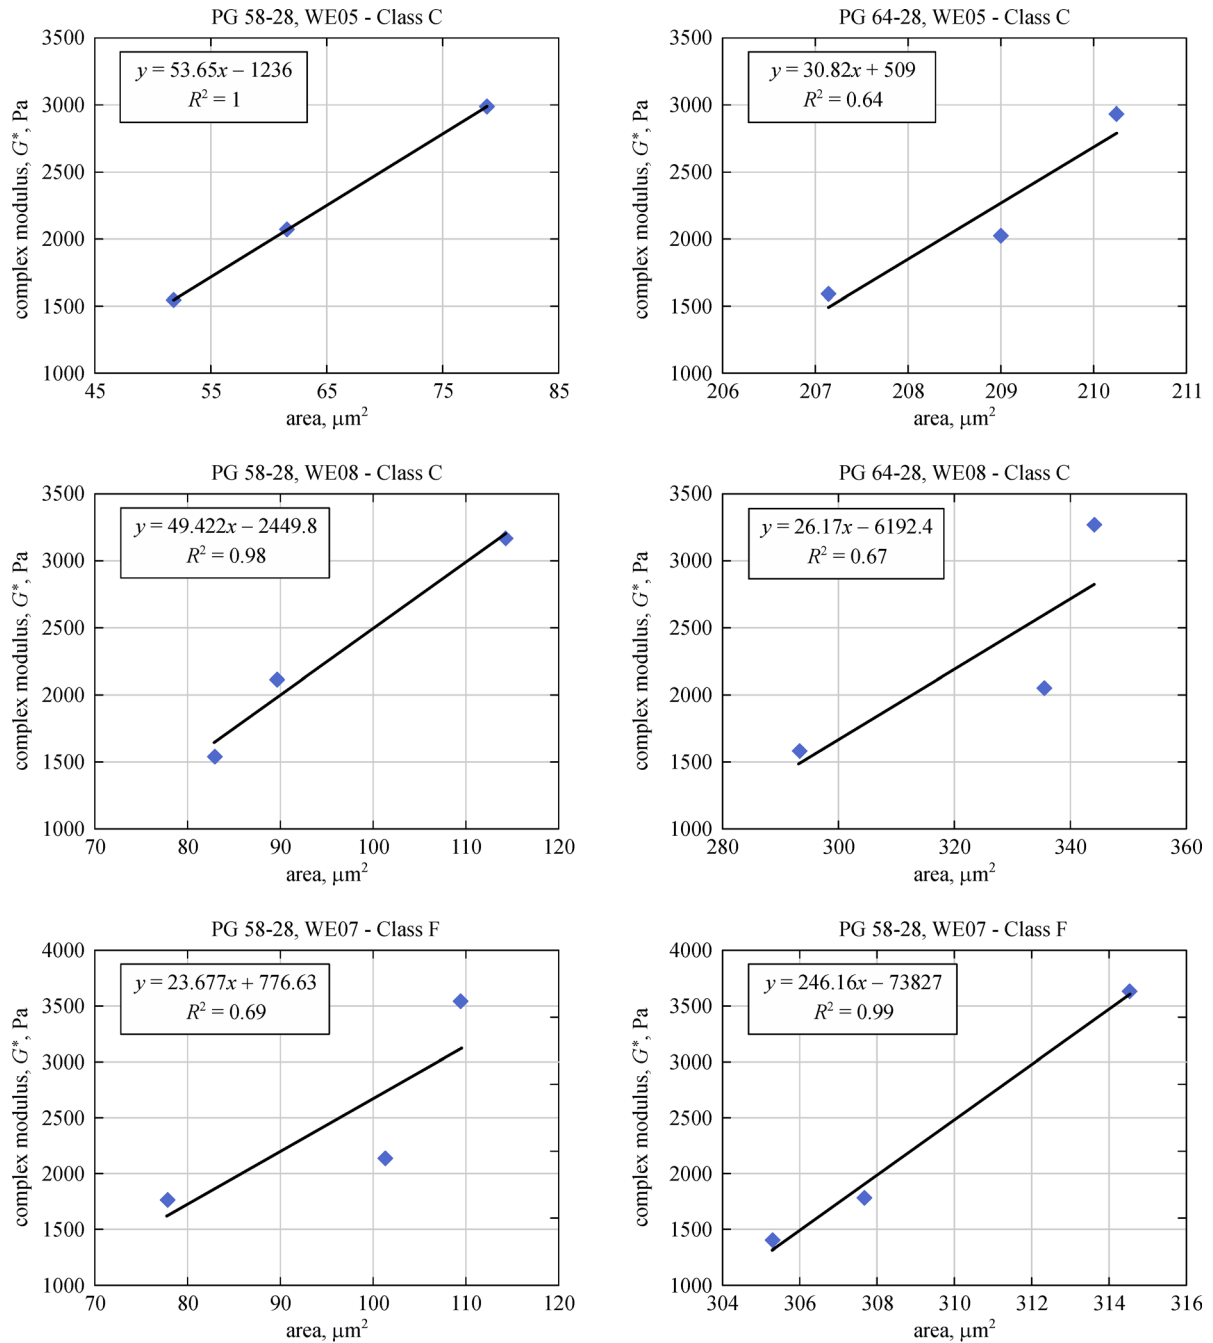 PG 58-28, WE05 - Class C
y = 53.65x – 1236
R² = 1
complex modulus, G*, Pa
3500
3000
2500
2000
1500
1000
45 55 65 75 85
area, μm²
PG 64-28, WE05 - Class C
y = 30.82x + 509
R² = 0.64
complex modulus, G*, Pa
3500
3000
2500
2000
1500
1000
206 207 208 209 210 211
area, μm²
PG 58-28, WE08 - Class C
y = 49.422x – 2449.8
R² = 0.98
complex modulus, G*, Pa
3500
3000
2500
2000
1500
1000
70 80 90 100 110 120
area, μm²
PG 64-28, WE08 - Class C
y = 26.17x – 6192.4
R² = 0.67
complex modulus, G*, Pa
3500
3000
2500
2000
1500
1000
280 300 320 340 360
area, μm²
PG 58-28, WE07 - Class F
y = 23.677x + 776.63
R² = 0.69
complex modulus, G*, Pa
4000
3500
3000
2500
2000
1500
1000
70 80 90 100 110 120
area, μm²
PG 58-28, WE07 - Class F
y = 246.16x – 73827
R² = 0.99
complex modulus, G*, Pa
4000
3500
3000
2500
2000
1500
1000
304 306 308 310 312 314 316
area, μm²